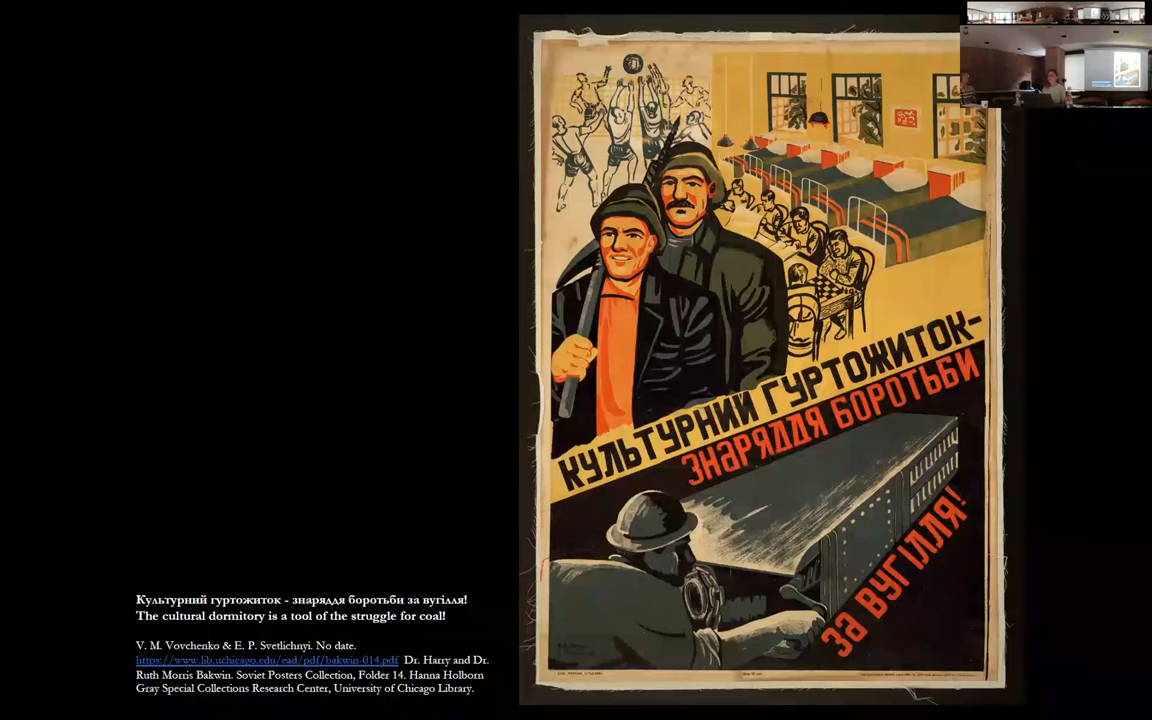 КУЛЬТУРНИЙ ГУРТОЖИТОК-
ЗНАРЯДДЯ БОРОТЬБИ
ЗА ВУГІЛЛЯ!
Культурний гуртожиток - знаряддя боротьби за вугілля!
The cultural dormitory is a tool of the struggle for coal!
V. M. Vovchenko & E. P. Svetlichnyi. No date.
https://www.lib.uchicago.edu/ead/pdf/bakwin-014.pdf Dr. Harry and Dr.
Ruth Morris Bakwin. Soviet Posters Collection, Folder 14. Hanna Holborn
Gray Special Collections Research Center, University of Chicago Library.